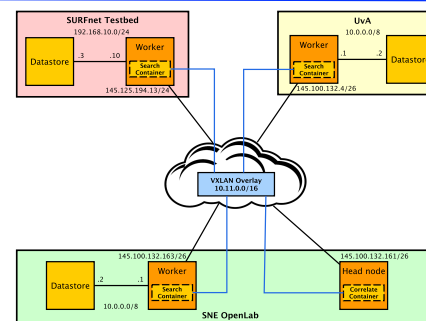 SURFnet Testbed
192.168.10.0/24
Datastore
.3
.10
Worker
Search
Container
145.125.194.13/24
UvA
10.0.0.0/8
Worker
.1
.2
Search
Container
Datastore
145.100.132.4/26
VXLAN Overlay
10.11.0.0/16
145.100.132.163/26
145.100.132.161/26
Datastore
.2
.1
Worker
Search
Container
10.0.0.0/8
Head node
Correlate
Container
SNE OpenLab